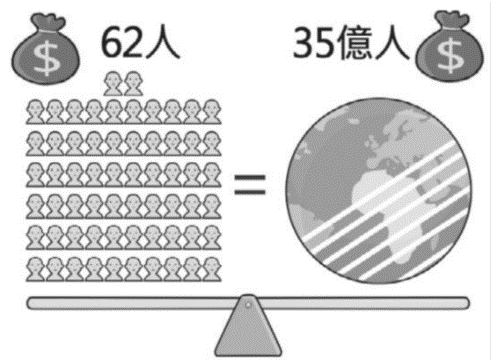 $ 62人 35億人 $
=